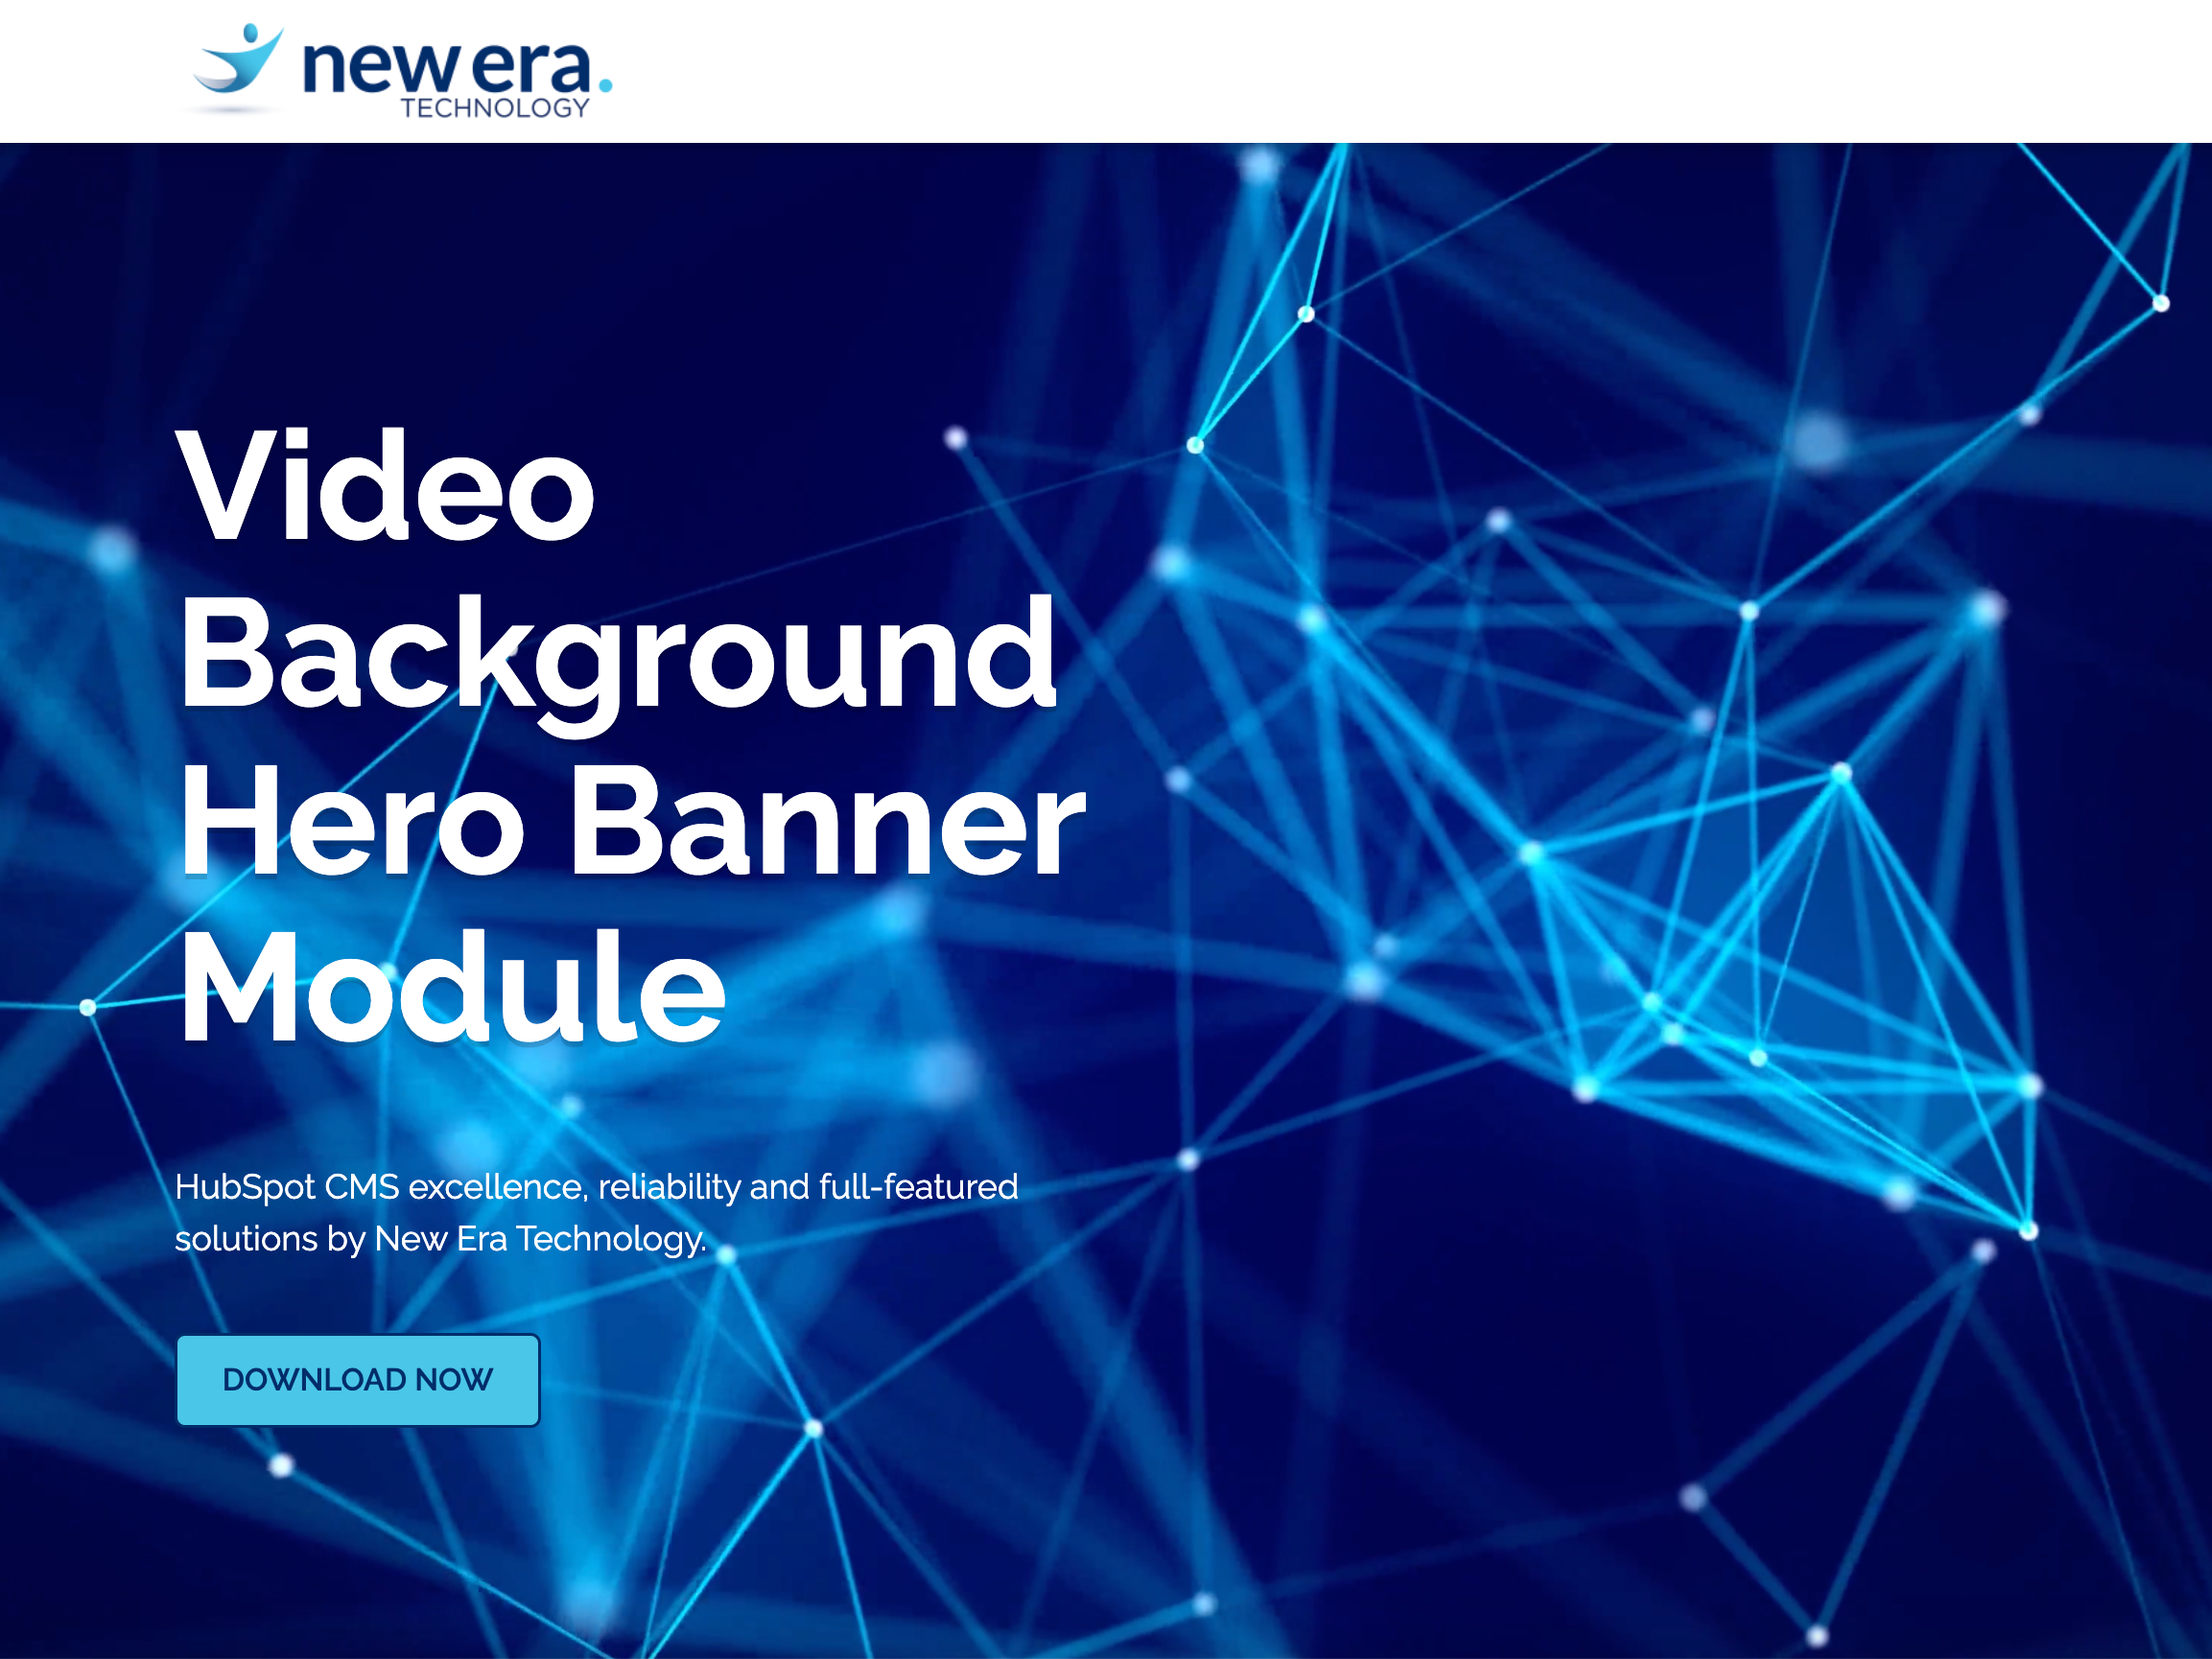 new era.
TECHNOLOGY
Video
Background
Hero Banner
Module
HubSpot CMS excellence, reliability and full-featured
solutions by New Era Technology.
DOWNLOAD NOW